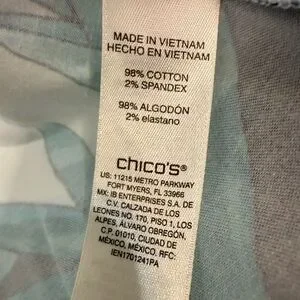 MADE IN VIETNAM
HECHO EN VIETNAM
98% COTTON
2% SPANDEX
98% ALGODÓN
2% elastano
chico's®
US: 11215 METRO PARKWAY
FORT MYERS, FL 33966
MX: IB ENTERPRISES S.A. DE
C.V. CALZADA DE LOS
LEONES NO. 170, PISO 1, LOS
ALPES, ÁLVARO OBREGÓN,
C.P. 01010, CIUDAD DE
MÉXICO, MÉXICO, RFC:
IEN1701241PA